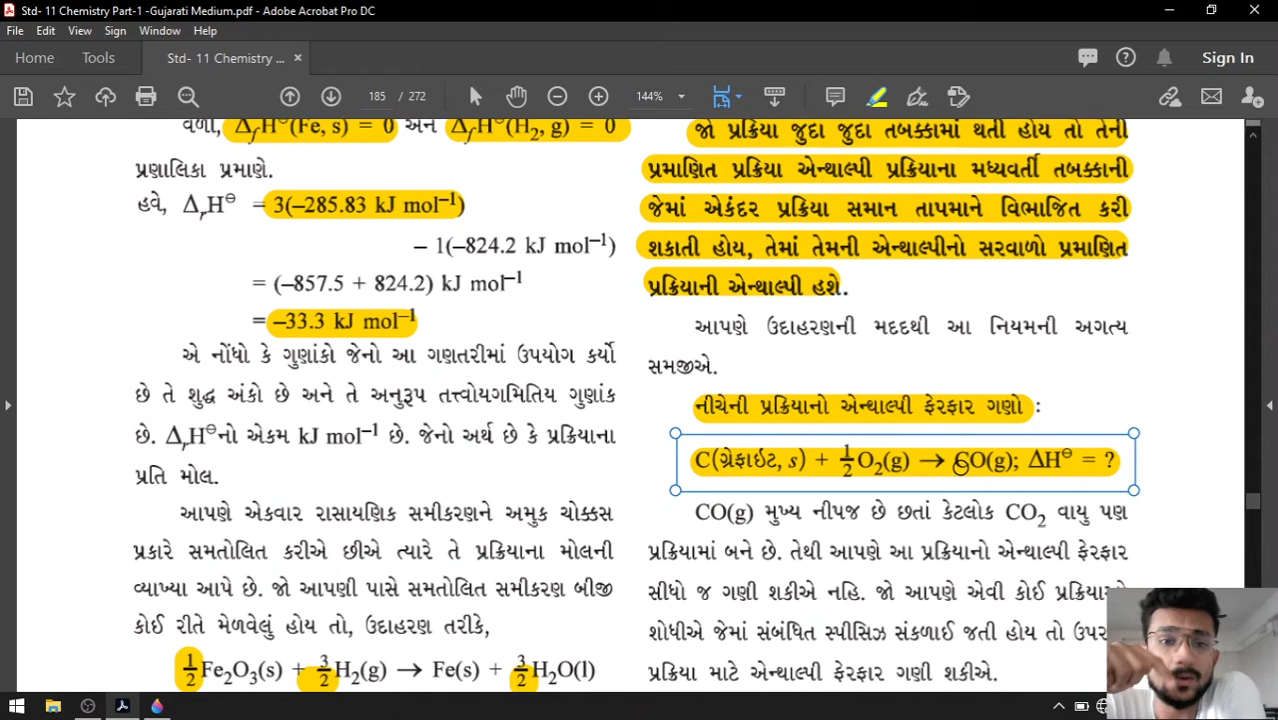 Std- 11 Chemistry Part-1 -Gujarati Medium.pdf - Adobe Acrobat Pro DC
File Edit View Sign Window Help
Home Tools Std- 11 Chemistry ... × Sign In
185 / 272 144%
વળી, ΔfH⊖(Fe, s) = 0 અને ΔfH⊖(H2, g) = 0
પ્રણાલિકા પ્રમાણે.
હવે, ΔrH⊖ = 3(–285.83 kJ mol–1)
– 1(–824.2 kJ mol–1)
= (–857.5 + 824.2) kJ mol–1
= –33.3 kJ mol–1
એ નોંધો કે ગુણાંકો જેનો આ ગણતરીમાં ઉપયોગ કર્યો
છે તે શુદ્ધ અંકો છે અને તે અનુરૂપ તત્ત્વોયગમિતિય ગુણાંક
છે. ΔrH⊖નો એકમ kJ mol–1 છે. જેનો અર્થ છે કે પ્રક્રિયાના
પ્રતિ મોલ.
આપણે એકવાર રાસાયણિક સમીકરણને અમુક ચોક્કસ
પ્રકારે સમતોલિત કરીએ છીએ ત્યારે તે પ્રક્રિયાના મોલની
વ્યાખ્યા આપે છે. જો આપણી પાસે સમતોલિત સમીકરણ બીજી
કોઈ રીતે મેળવેલું હોય તો, ઉદાહરણ તરીકે,
1/2 Fe2O3(s) + 3/2 H2(g) → Fe(s) + 3/2 H2O(l)
જો પ્રક્રિયા જુદા જુદા તબક્કામાં થતી હોય તો તેની
પ્રમાણિત પ્રક્રિયા એન્થાલ્પી પ્રક્રિયાના મધ્યવર્તી તબક્કાની
જેમાં એકંદર પ્રક્રિયા સમાન તાપમાને વિભાજિત કરી
શકાતી હોય, તેમાં તેમની એન્થાલ્પીનો સરવાળો પ્રમાણિત
પ્રક્રિયાની એન્થાલ્પી હશે.
આપણે ઉદાહરણની મદદથી આ નિયમની અગત્ય
સમજીએ.
નીચેની પ્રક્રિયાનો એન્થાલ્પી ફેરફાર ગણો :
C(ગ્રેફાઇટ, s) + 1/2 O2(g) → CO(g); ΔH⊖ = ?
CO(g) મુખ્ય નીપજ છે છતાં કેટલોક CO2 વાયુ પણ
પ્રક્રિયામાં બને છે. તેથી આપણે આ પ્રક્રિયાનો એન્થાલ્પી ફેરફાર
સીધો જ ગણી શકીએ નહિ. જો આપણે એવી કોઈ
શોધીએ જેમાં સંબંધિત સ્પીસિઝ સંકળાઈ જતી હોય તો
પ્રક્રિયા માટે એન્થાલ્પી ફેરફાર ગણી શકીએ.